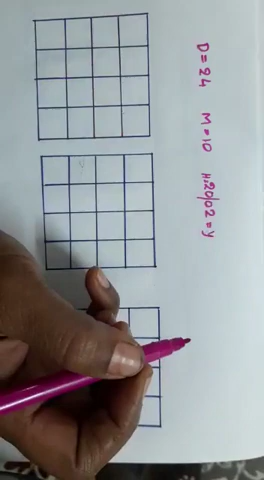 D = 24 M = 10 20|02 = y